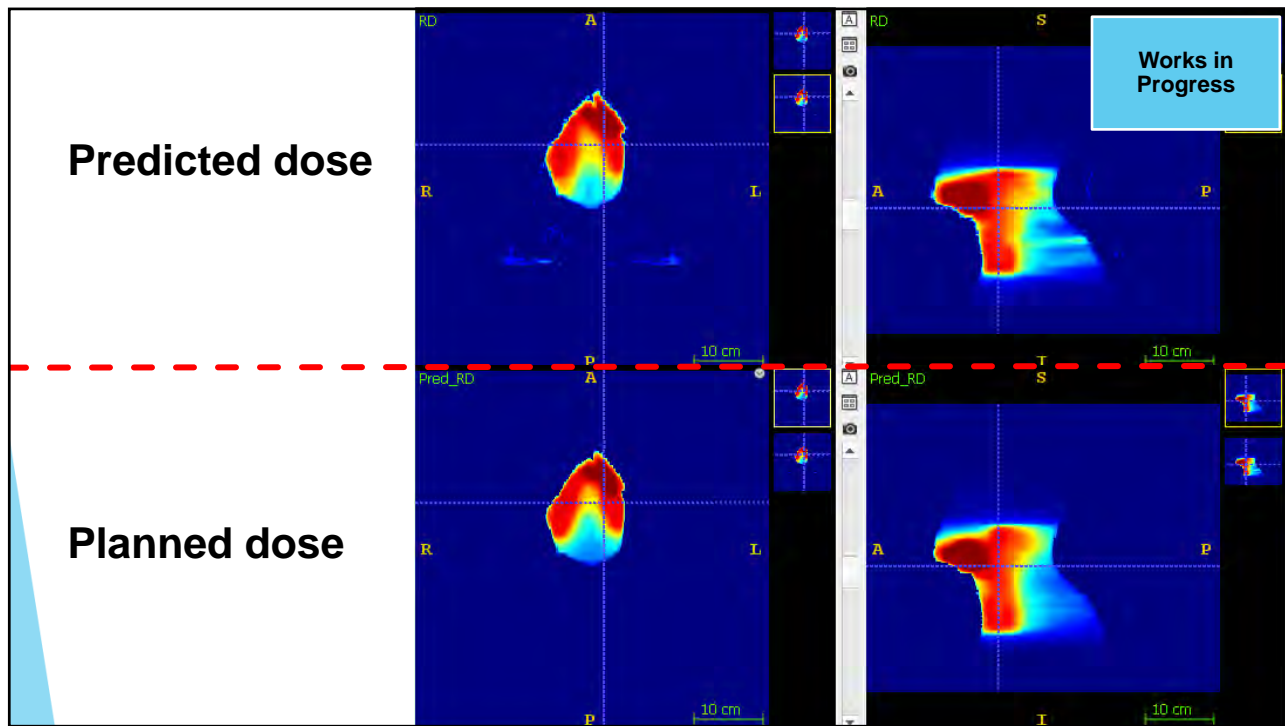 Predicted dose
RD
A
R
L
P
10 cm
A
RD
S
Works in
Progress
A
P
I
10 cm
Planned dose
Pred_RD
A
R
L
P
10 cm
A
Pred_RD
S
A
P
I
10 cm